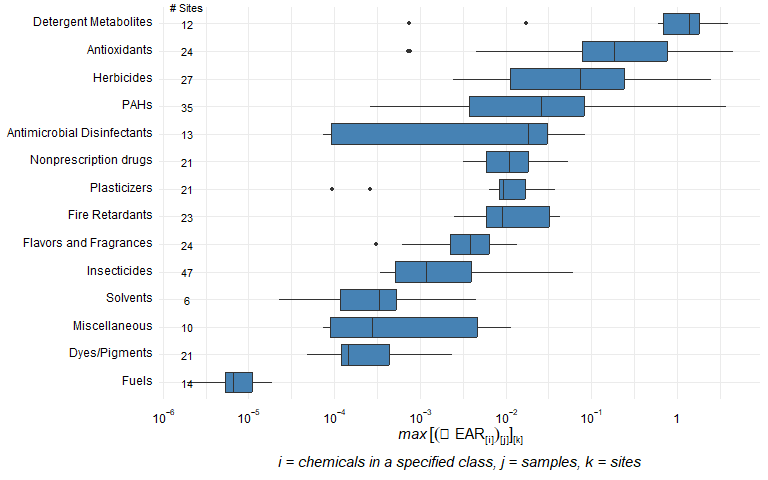 # Sites
Detergent Metabolites 12
Antioxidants 24
Herbicides 27
PAHs 35
Antimicrobial Disinfectants 13
Nonprescription drugs 21
Plasticizers 21
Fire Retardants 23
Flavors and Fragrances 24
Insecticides 47
Solvents 6
Miscellaneous 10
Dyes/Pigments 21
Fuels 14
10^-6 10^-5 10^-4 10^-3 10^-2 10^-1 1
max[(▯ EAR[i])[j]][k]
i = chemicals in a specified class, j = samples, k = sites